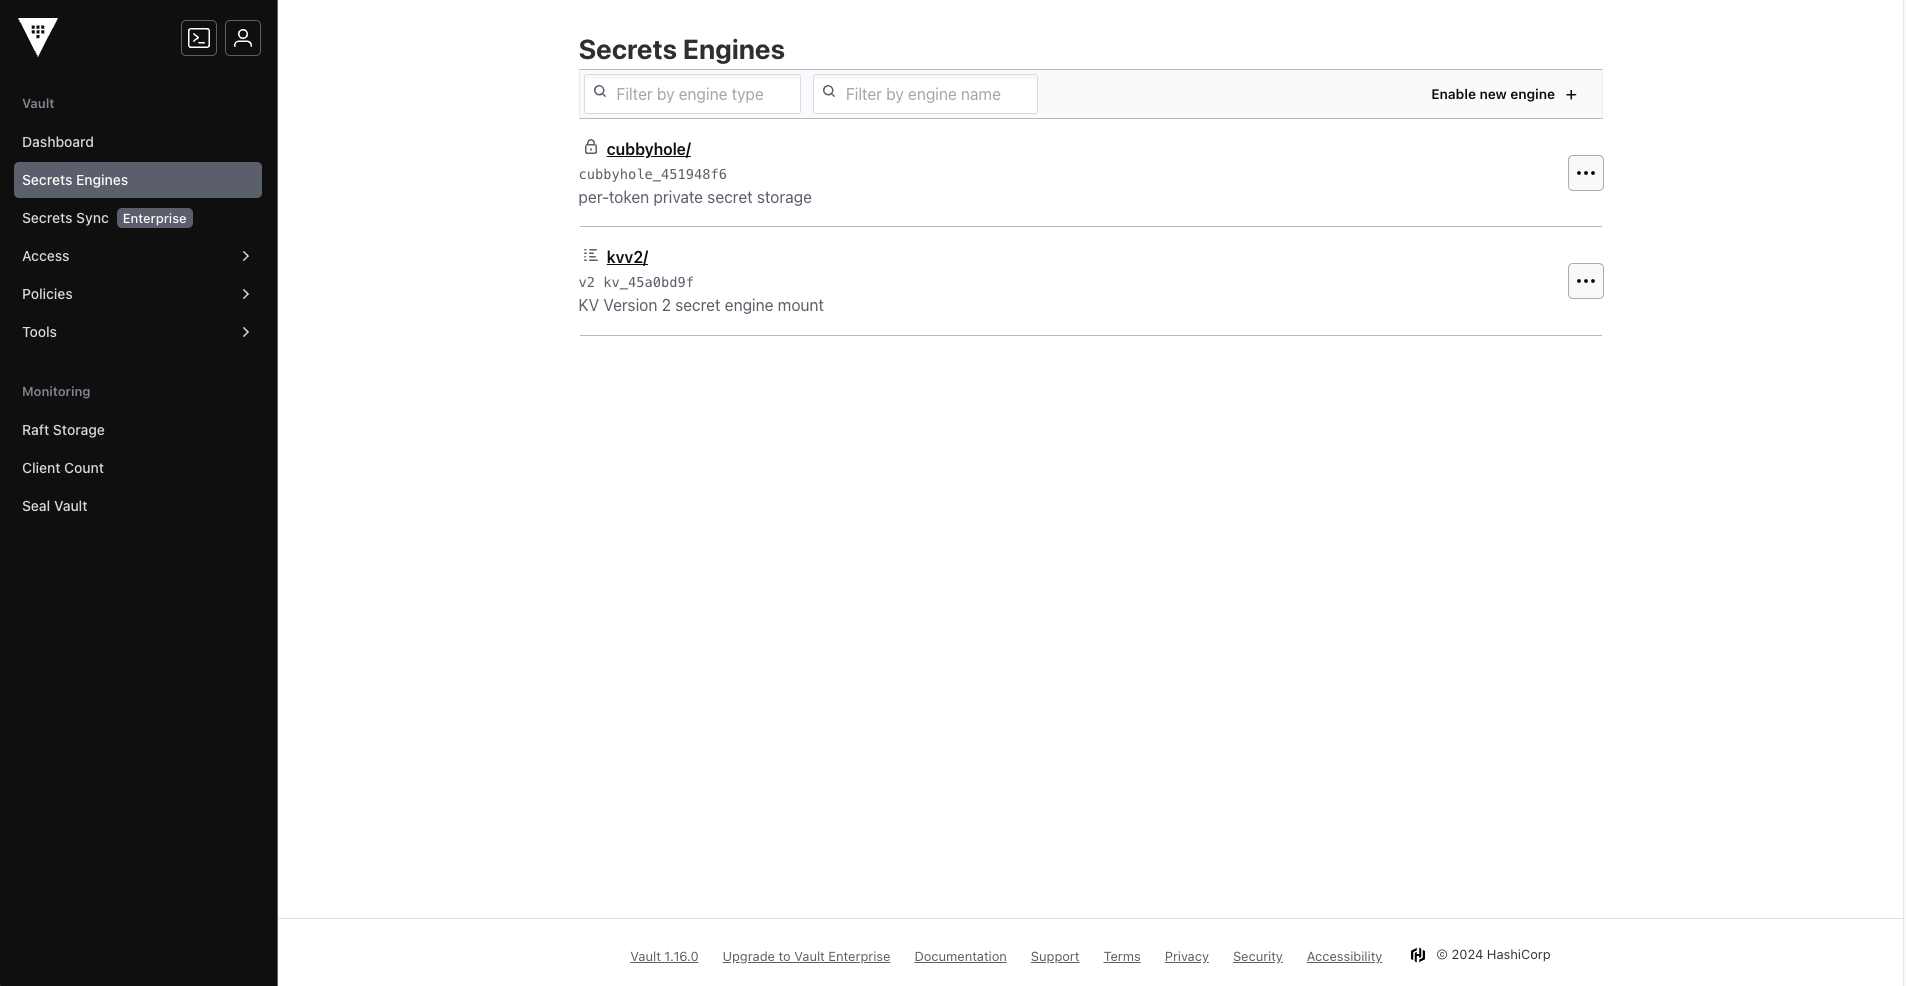 Vault
Dashboard
Secrets Engines
Secrets Sync Enterprise
Access
Policies
Tools
Monitoring
Raft Storage
Client Count
Seal Vault
Secrets Engines
Filter by engine type
Filter by engine name
Enable new engine +
cubbyhole/
cubbyhole_451948f6
per-token private secret storage
kvv2/
v2 kv_45a0bd9f
KV Version 2 secret engine mount
Vault 1.16.0 Upgrade to Vault Enterprise Documentation Support Terms Privacy Security Accessibility © 2024 HashiCorp